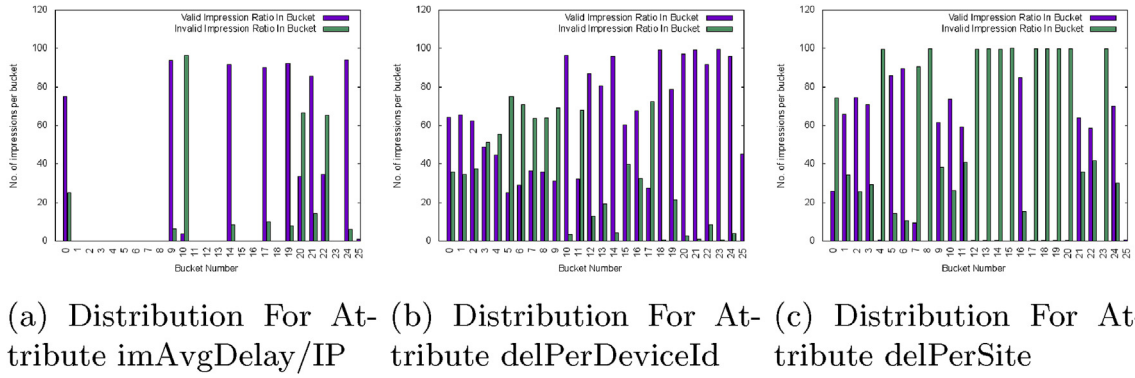 Valid Impression Ratio In Bucket
Invalid Impression Ratio In Bucket
120
100
80
60
40
20
0
No. of impressions per bucket
0 1 2 3 4 5 6 7 8 9 10 11 12 13 14 15 16 17 18 19 20 21 22 23 24 25
Bucket Number
Valid Impression Ratio In Bucket
Invalid Impression Ratio In Bucket
120
100
80
60
40
20
0
No. of impressions per bucket
0 1 2 3 4 5 6 7 8 9 10 11 12 13 14 15 16 17 18 19 20 21 22 23 24 25
Bucket Number
Valid Impression Ratio In Bucket
Invalid Impression Ratio In Bucket
120
100
80
60
40
20
0
No. of impressions per bucket
0 1 2 3 4 5 6 7 8 9 10 11 12 13 14 15 16 17 18 19 20 21 22 23 24 25
Bucket Number
(a) Distribution For At-
tribute imAvgDelay/IP
(b) Distribution For At-
tribute delPerDeviceId
(c) Distribution For At
tribute delPerSite